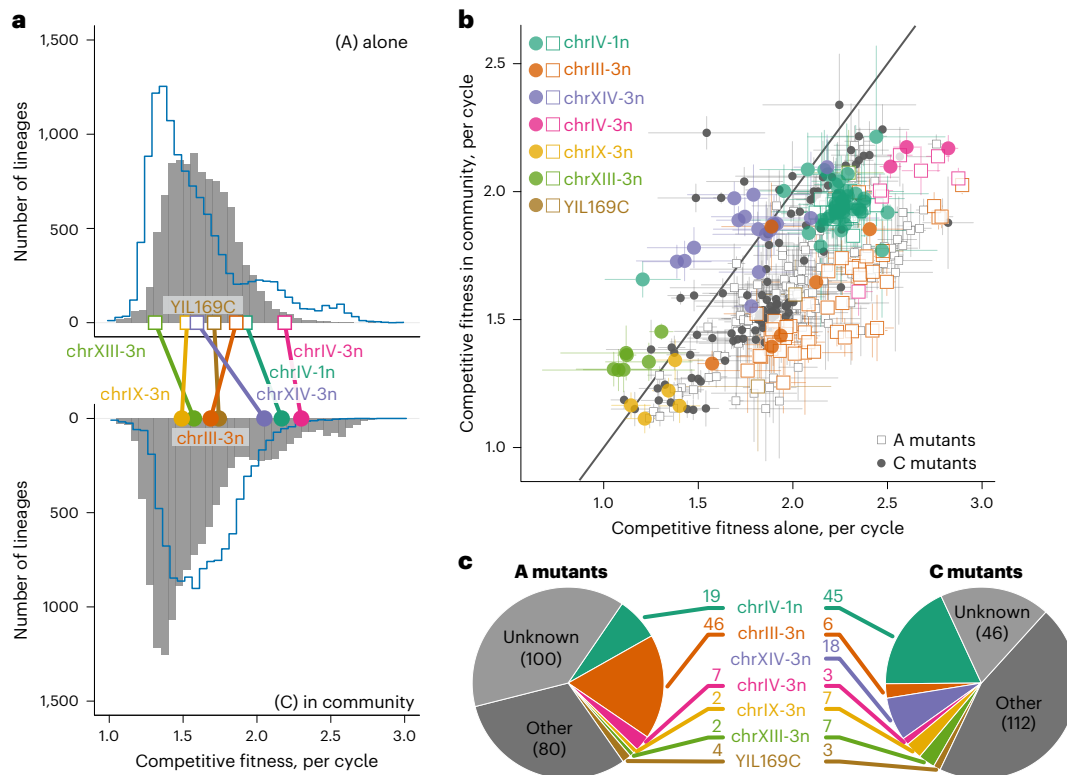 a
(A) alone
1,500
1,000
500
0
Number of lineages
YIL169C
chrXIII-3n
chrIV-3n
chrIV-1n
chrIX-3n
chrXIV-3n
chrIII-3n
0
500
1000
1,500
Number of lineages
(C) in community
1.0
1.5
2.0
2.5
3.0
Competitive fitness, per cycle
b
chrIV-1n
chrIII-3n
chrXIV-3n
chrIV-3n
chrIX-3n
chrXIII-3n
YIL169C
2.5
2.0
1.5
1.0
Competitive fitness in community, per cycle
A mutants
C mutants
1.0
1.5
2.0
2.5
3.0
Competitive fitness alone, per cycle
c
A mutants
C mutants
Unknown
(100)
Other
(80)
19 chrIV-1n 45
46 chrIII-3n 6
chrXIV-3n 18
7 chrIV-3n 3
2 chrIX-3n 7
2 chrXIII-3n 7
4 YIL169C 3
Unknown
(46)
Other
(112)